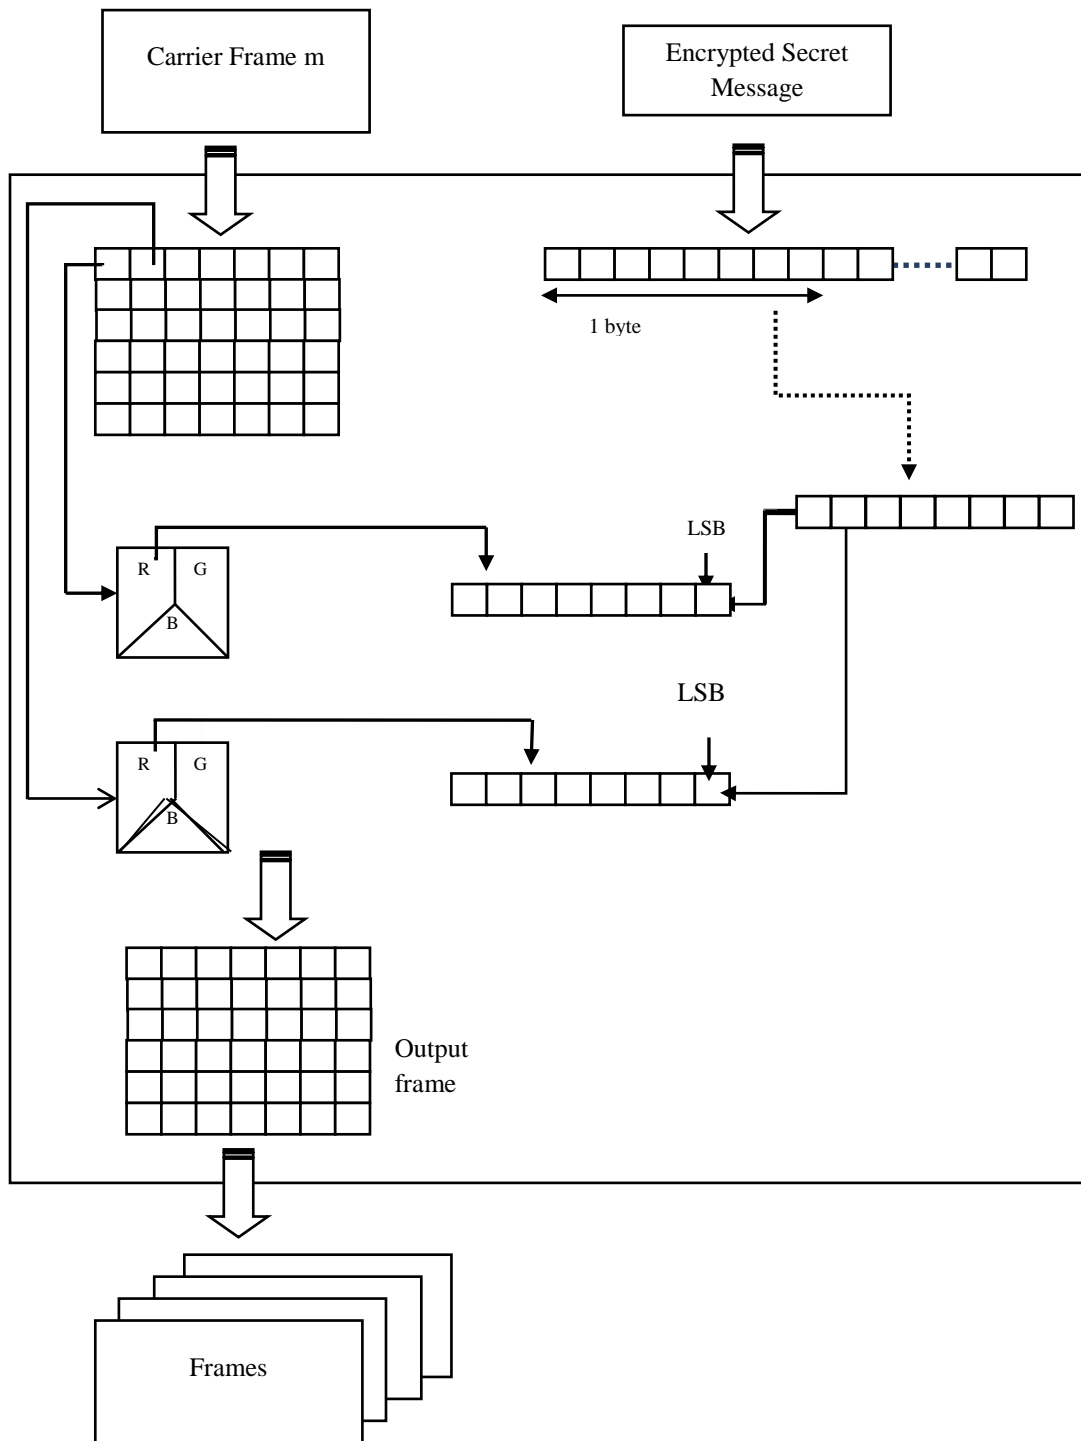 Carrier Frame m
Encrypted Secret
Message
1 byte
LSB
R G
B
LSB
R G
B
Output
frame
Frames